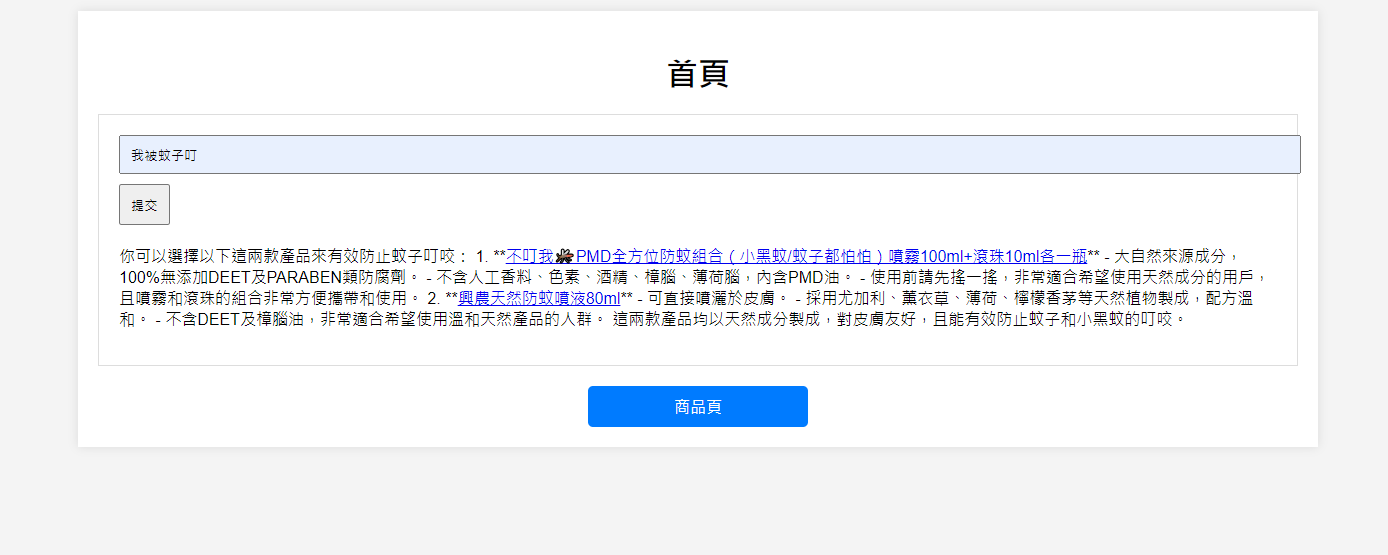 首頁
我被蚊子叮
提交
你可以選擇以下這兩款產品來有效防止蚊子叮咬： 1. **不叮我🦟PMD全方位防蚊組合（小黑蚊/蚊子都怕怕）噴霧100ml+滾珠10ml各一瓶** - 大自然來源成分，
100%無添加DEET及PARABEN類防腐劑。 - 不含人工香料、色素、酒精、樟腦、薄荷腦，內含PMD油。 - 使用前請先搖一搖，非常適合希望使用天然成分的用戶，
且噴霧和滾珠的組合非常方便攜帶和使用。 2. **興農天然防蚊噴液80ml** - 可直接噴灑於皮膚。 - 採用尤加利、薰衣草、薄荷、檸檬香茅等天然植物製成，配方溫
和。 - 不含DEET及樟腦油，非常適合希望使用溫和天然產品的人群。 這兩款產品均以天然成分製成，對皮膚友好，且能有效防止蚊子和小黑蚊的叮咬。
商品頁